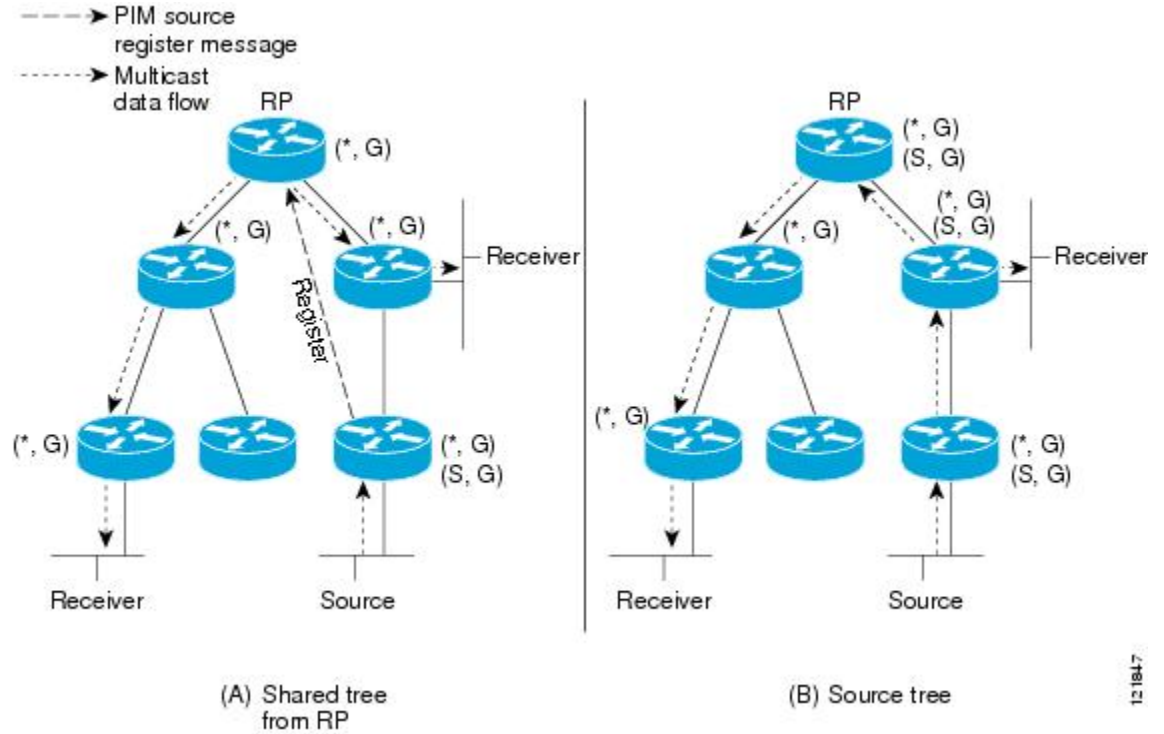 PIM source
register message
Multicast
data flow
RP
(*, G)
(*, G)
(*, G)
Receiver
Register
(*, G)
(*, G)
(S, G)
Receiver
Source
(A) Shared tree
from RP
RP
(*, G)
(S, G)
(*, G)
(*, G)
(S, G)
Receiver
(*, G)
(*, G)
(S, G)
Receiver
Source
(B) Source tree
121847